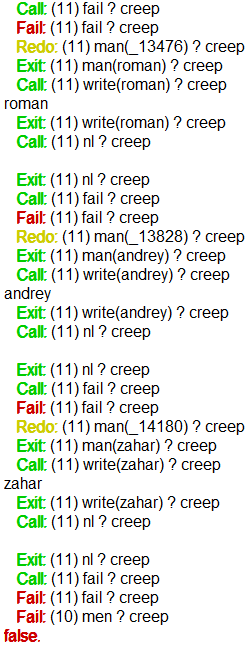 Call: (11) fail ? creep
Fail: (11) fail ? creep
Redo: (11) man(_13476) ? creep
Exit: (11) man(roman) ? creep
Call: (11) write(roman) ? creep
roman
Exit: (11) write(roman) ? creep
Call: (11) nl ? creep
Exit: (11) nl ? creep
Call: (11) fail ? creep
Fail: (11) fail ? creep
Redo: (11) man(_13828) ? creep
Exit: (11) man(andrey) ? creep
Call: (11) write(andrey) ? creep
andrey
Exit: (11) write(andrey) ? creep
Call: (11) nl ? creep
Exit: (11) nl ? creep
Call: (11) fail ? creep
Fail: (11) fail ? creep
Redo: (11) man(_14180) ? creep
Exit: (11) man(zahar) ? creep
Call: (11) write(zahar) ? creep
zahar
Exit: (11) write(zahar) ? creep
Call: (11) nl ? creep
Exit: (11) nl ? creep
Call: (11) fail ? creep
Fail: (11) fail ? creep
Fail: (10) men ? creep
false.